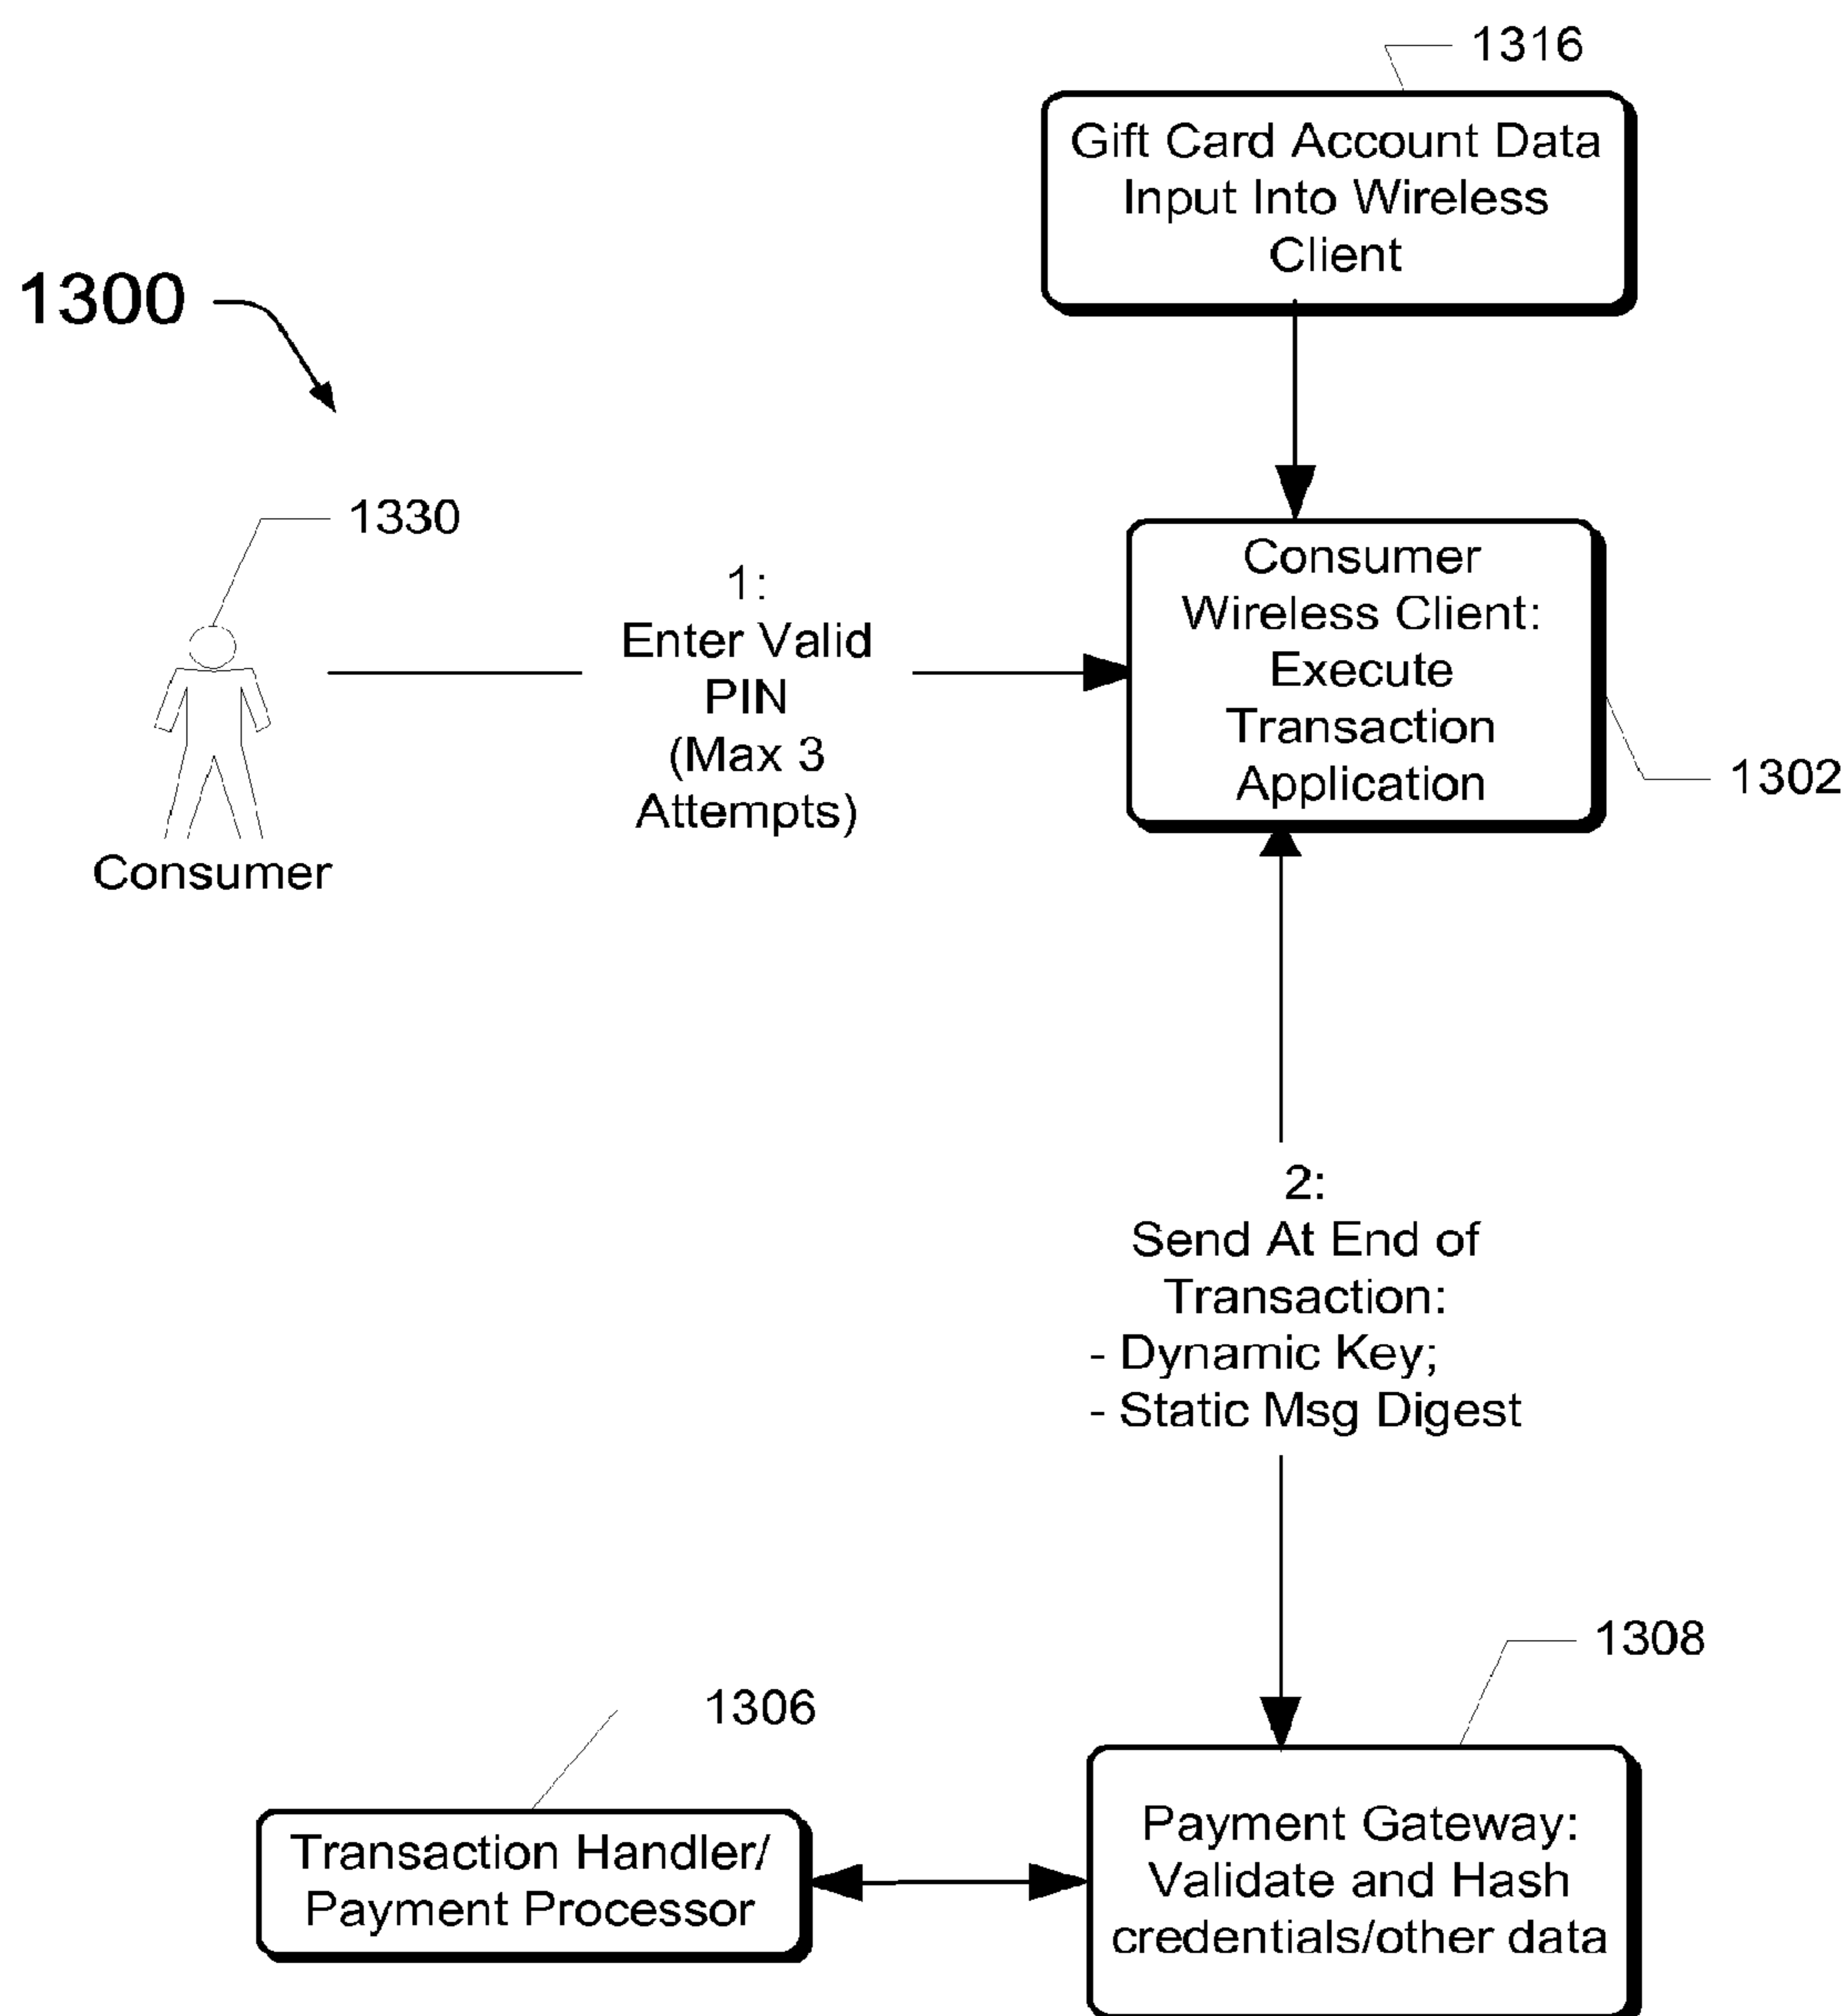 1316
Gift Card Account Data
Input Into Wireless
Client
1300
1330
1:
Enter Valid
PIN
(Max 3
Attempts)
Consumer
Wireless Client:
Execute
Transaction
Application
1302
Consumer
2:
Send At End of
Transaction:
- Dynamic Key;
- Static Msg Digest
1308
1306
Transaction Handler/
Payment Processor
Payment Gateway:
Validate and Hash
credentials/other data